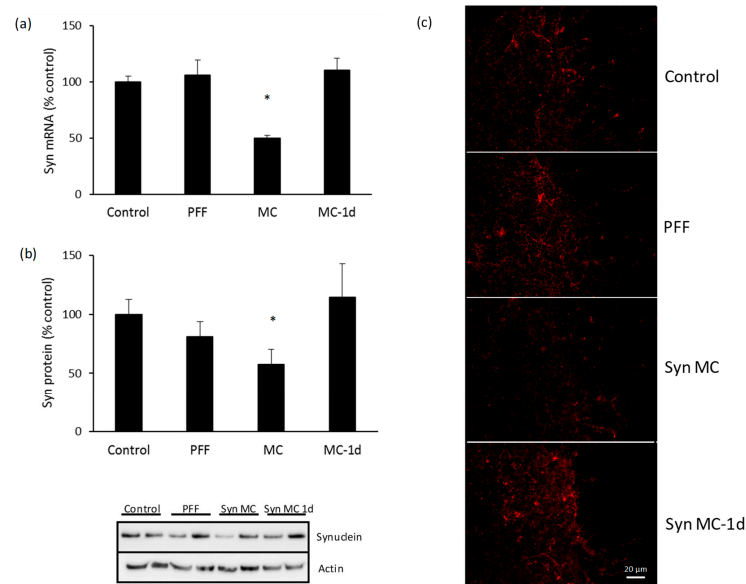 (a)
Syn mRNA (% control)
150
100
50
0
*
Control PFF MC MC-1d
(b)
Syn protein (% control)
150
100
50
0
*
Control PFF MC MC-1d
Control PFF Syn MC Syn MC 1d
Synudein
Actin
(c)
Control
PFF
Syn MC
Syn MC-1d
20 µm